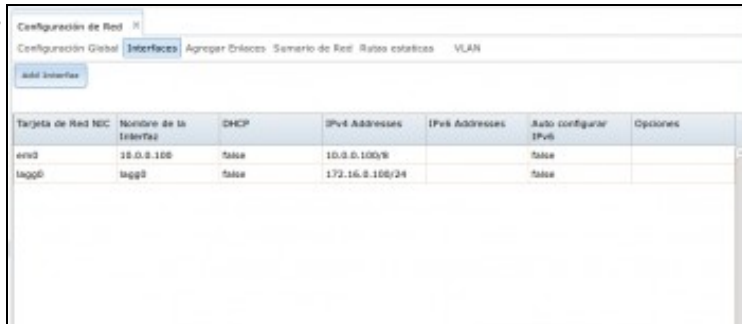 Configuración de Red
Configuración Global Interfaces Agregar Enlaces Sumario de Red Rutas estaticas VLAN
Add Interfaz
Tarjeta de Red NIC Nombre de la Interfaz DHCP IPv4 Addresses IPv6 Addresses Auto configurar IPv6 Opciones
em0 10.0.0.100 false 10.0.0.100/8 false
lagg0 lagg0 false 172.16.0.100/24 false